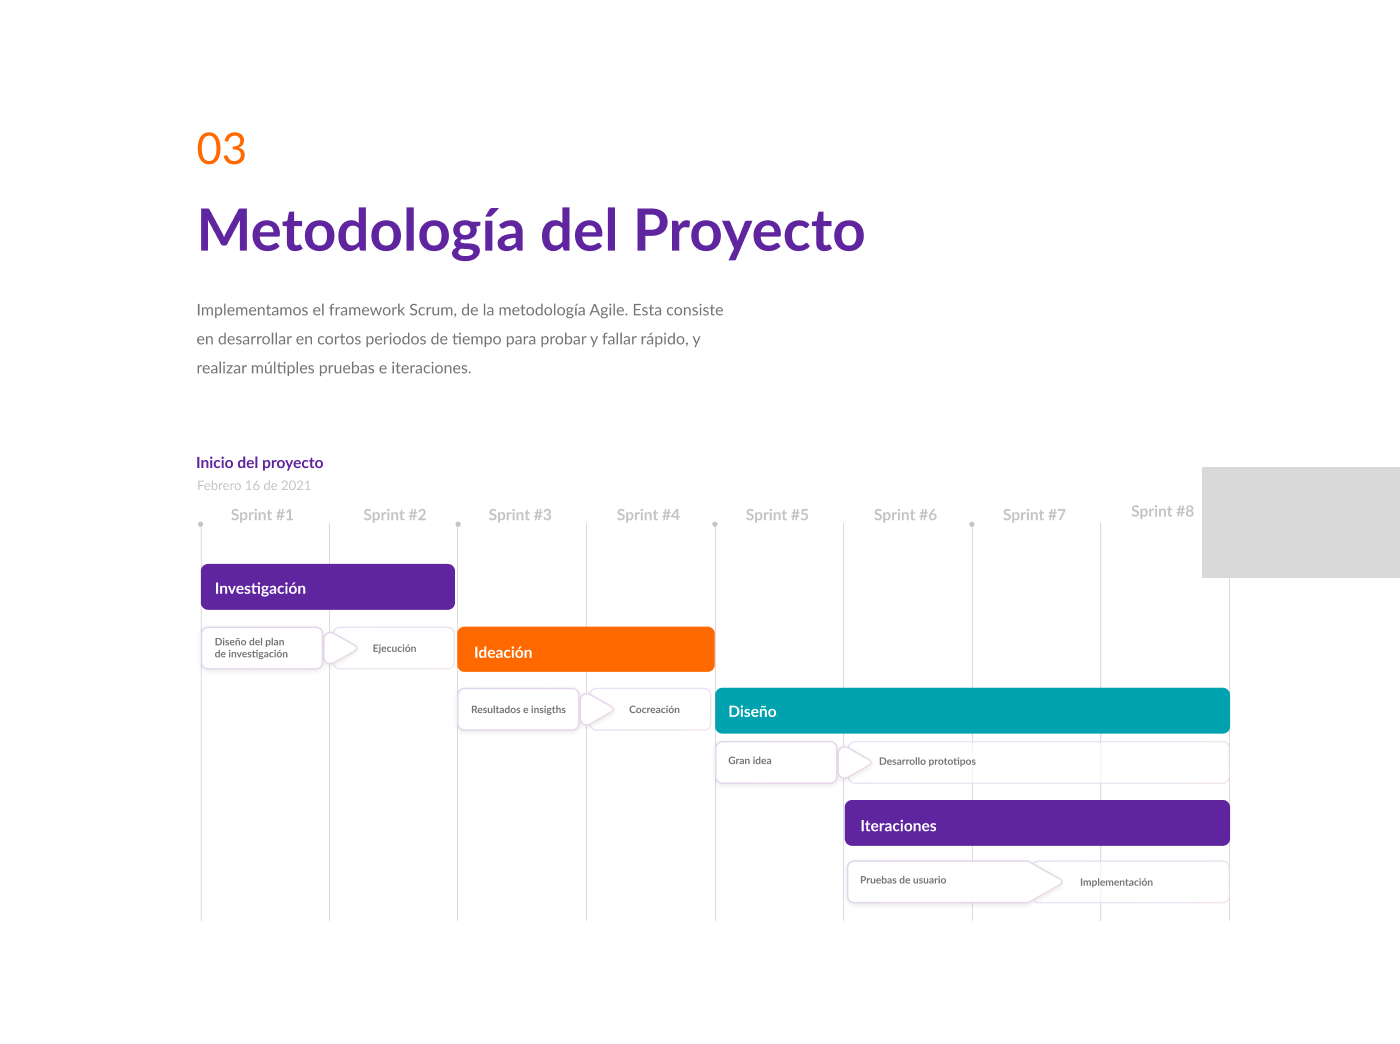 03
Metodología del Proyecto
Implementamos el framework Scrum, de la metodología Agile. Esta consiste
en desarrollar en cortos periodos de tiempo para probar y fallar rápido, y
realizar múltiples pruebas e iteraciones.
Inicio del proyecto
Febrero 16 de 2021
Sprint #1 Sprint #2 Sprint #3 Sprint #4 Sprint #5 Sprint #6 Sprint #7 Sprint #8
Investigación
Diseño del plan
de investigación
Ejecución
Ideación
Resultados e insigths
Cocreación
Diseño
Gran idea
Desarrollo prototipos
Iteraciones
Pruebas de usuario
Implementación